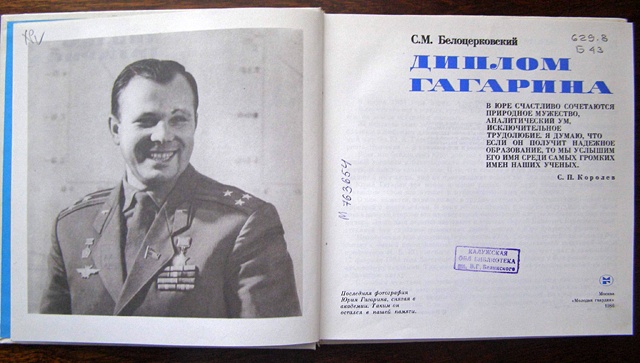 С.М. Белоцерковский
629.8
Б 43
ДИПЛОМ
ГАГАРИНА
В ЮРЕ СЧАСТЛИВО СОЧЕТАЮТСЯ
ПРИРОДНОЕ МУЖЕСТВО,
АНАЛИТИЧЕСКИЙ УМ,
ИСКЛЮЧИТЕЛЬНОЕ
ТРУДОЛЮБИЕ. Я ДУМАЮ, ЧТО
ЕСЛИ ОН ПОЛУЧИТ НАДЕЖНОЕ
ОБРАЗОВАНИЕ, ТО МЫ УСЛЫШИМ
ЕГО ИМЯ СРЕДИ САМЫХ ГРОМКИХ
ИМЕН НАШИХ УЧЕНЫХ.
С. П. Королев
М 763654
КАЛУЖСКАЯ
ОБЛ БИБЛИОТЕКА
им. В.Г. Белинского
Последняя фотография
Юрия Гагарина, снятая в
академии. Таким он
остался в нашей памяти.
Москва
«Молодая гвардия»
1986